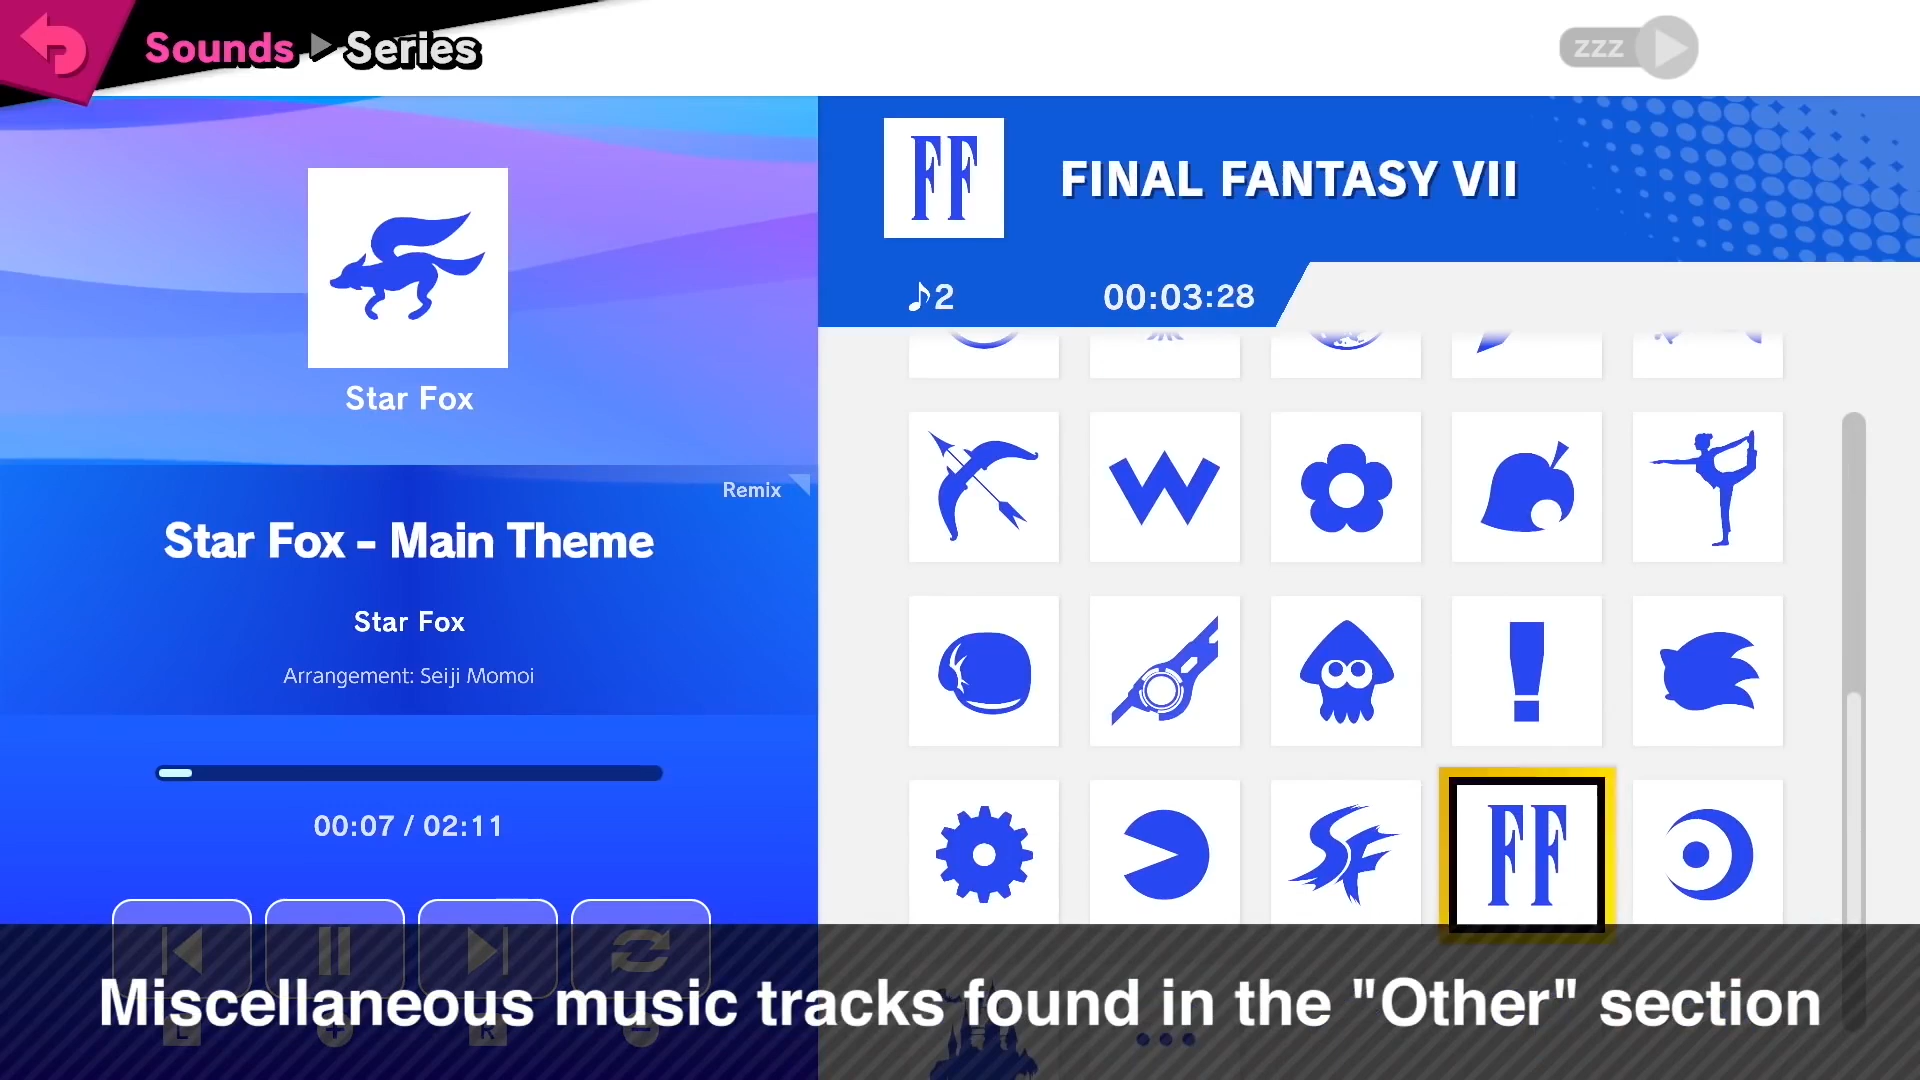 Sounds ▶ Series
zzz
FF
FINAL FANTASY VII
♪2 00:03:28
Star Fox
Remix
Star Fox - Main Theme
Star Fox
Arrangement: Seiji Momoi
00:07 / 02:11
W
SF
FF
L + R −
Miscellaneous music tracks found in the "Other" section